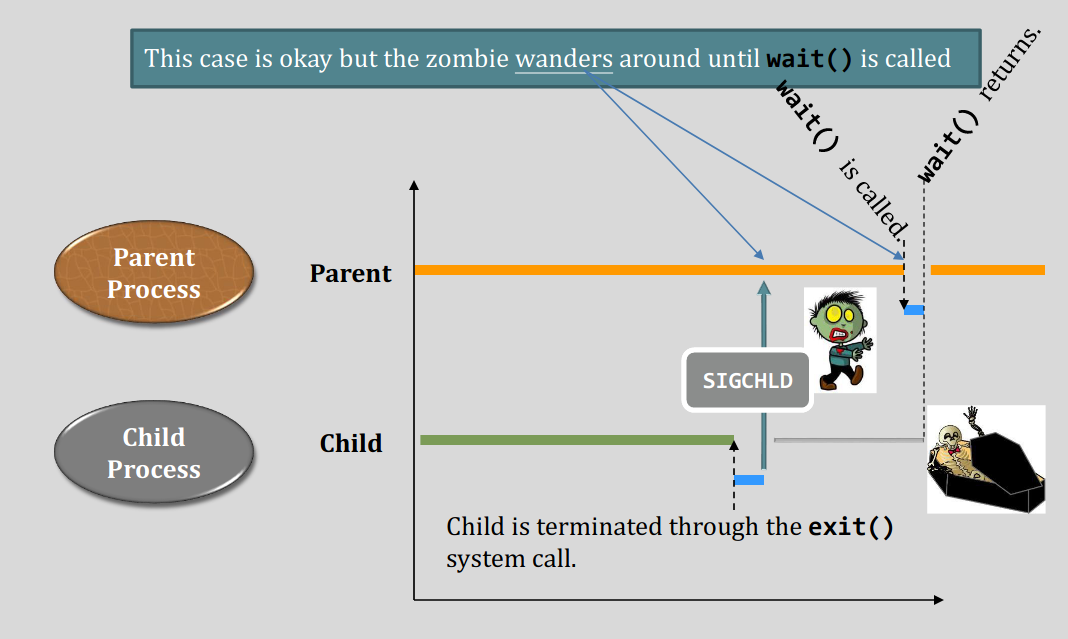 This case is okay but the zombie wanders around until wait() is called
wait() is called.
wait() returns.
Parent
Process
Parent
SIGCHLD
Child
Process
Child
Child is terminated through the exit()
system call.